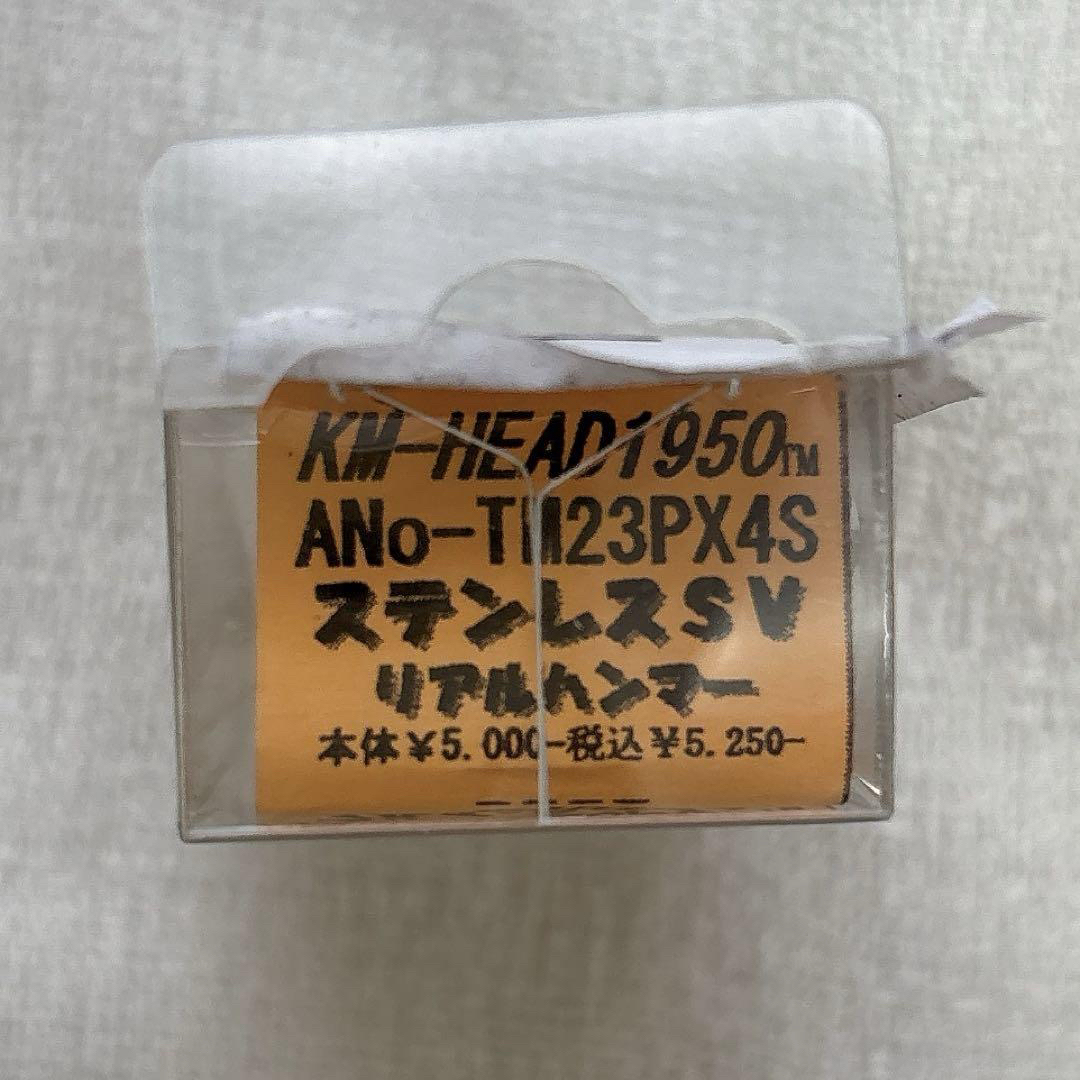 KM-HEAD1950TM
ANo-TM23PX4S
ステンレスSV
リアルハンマー
本体¥5.000-税込¥5.250-